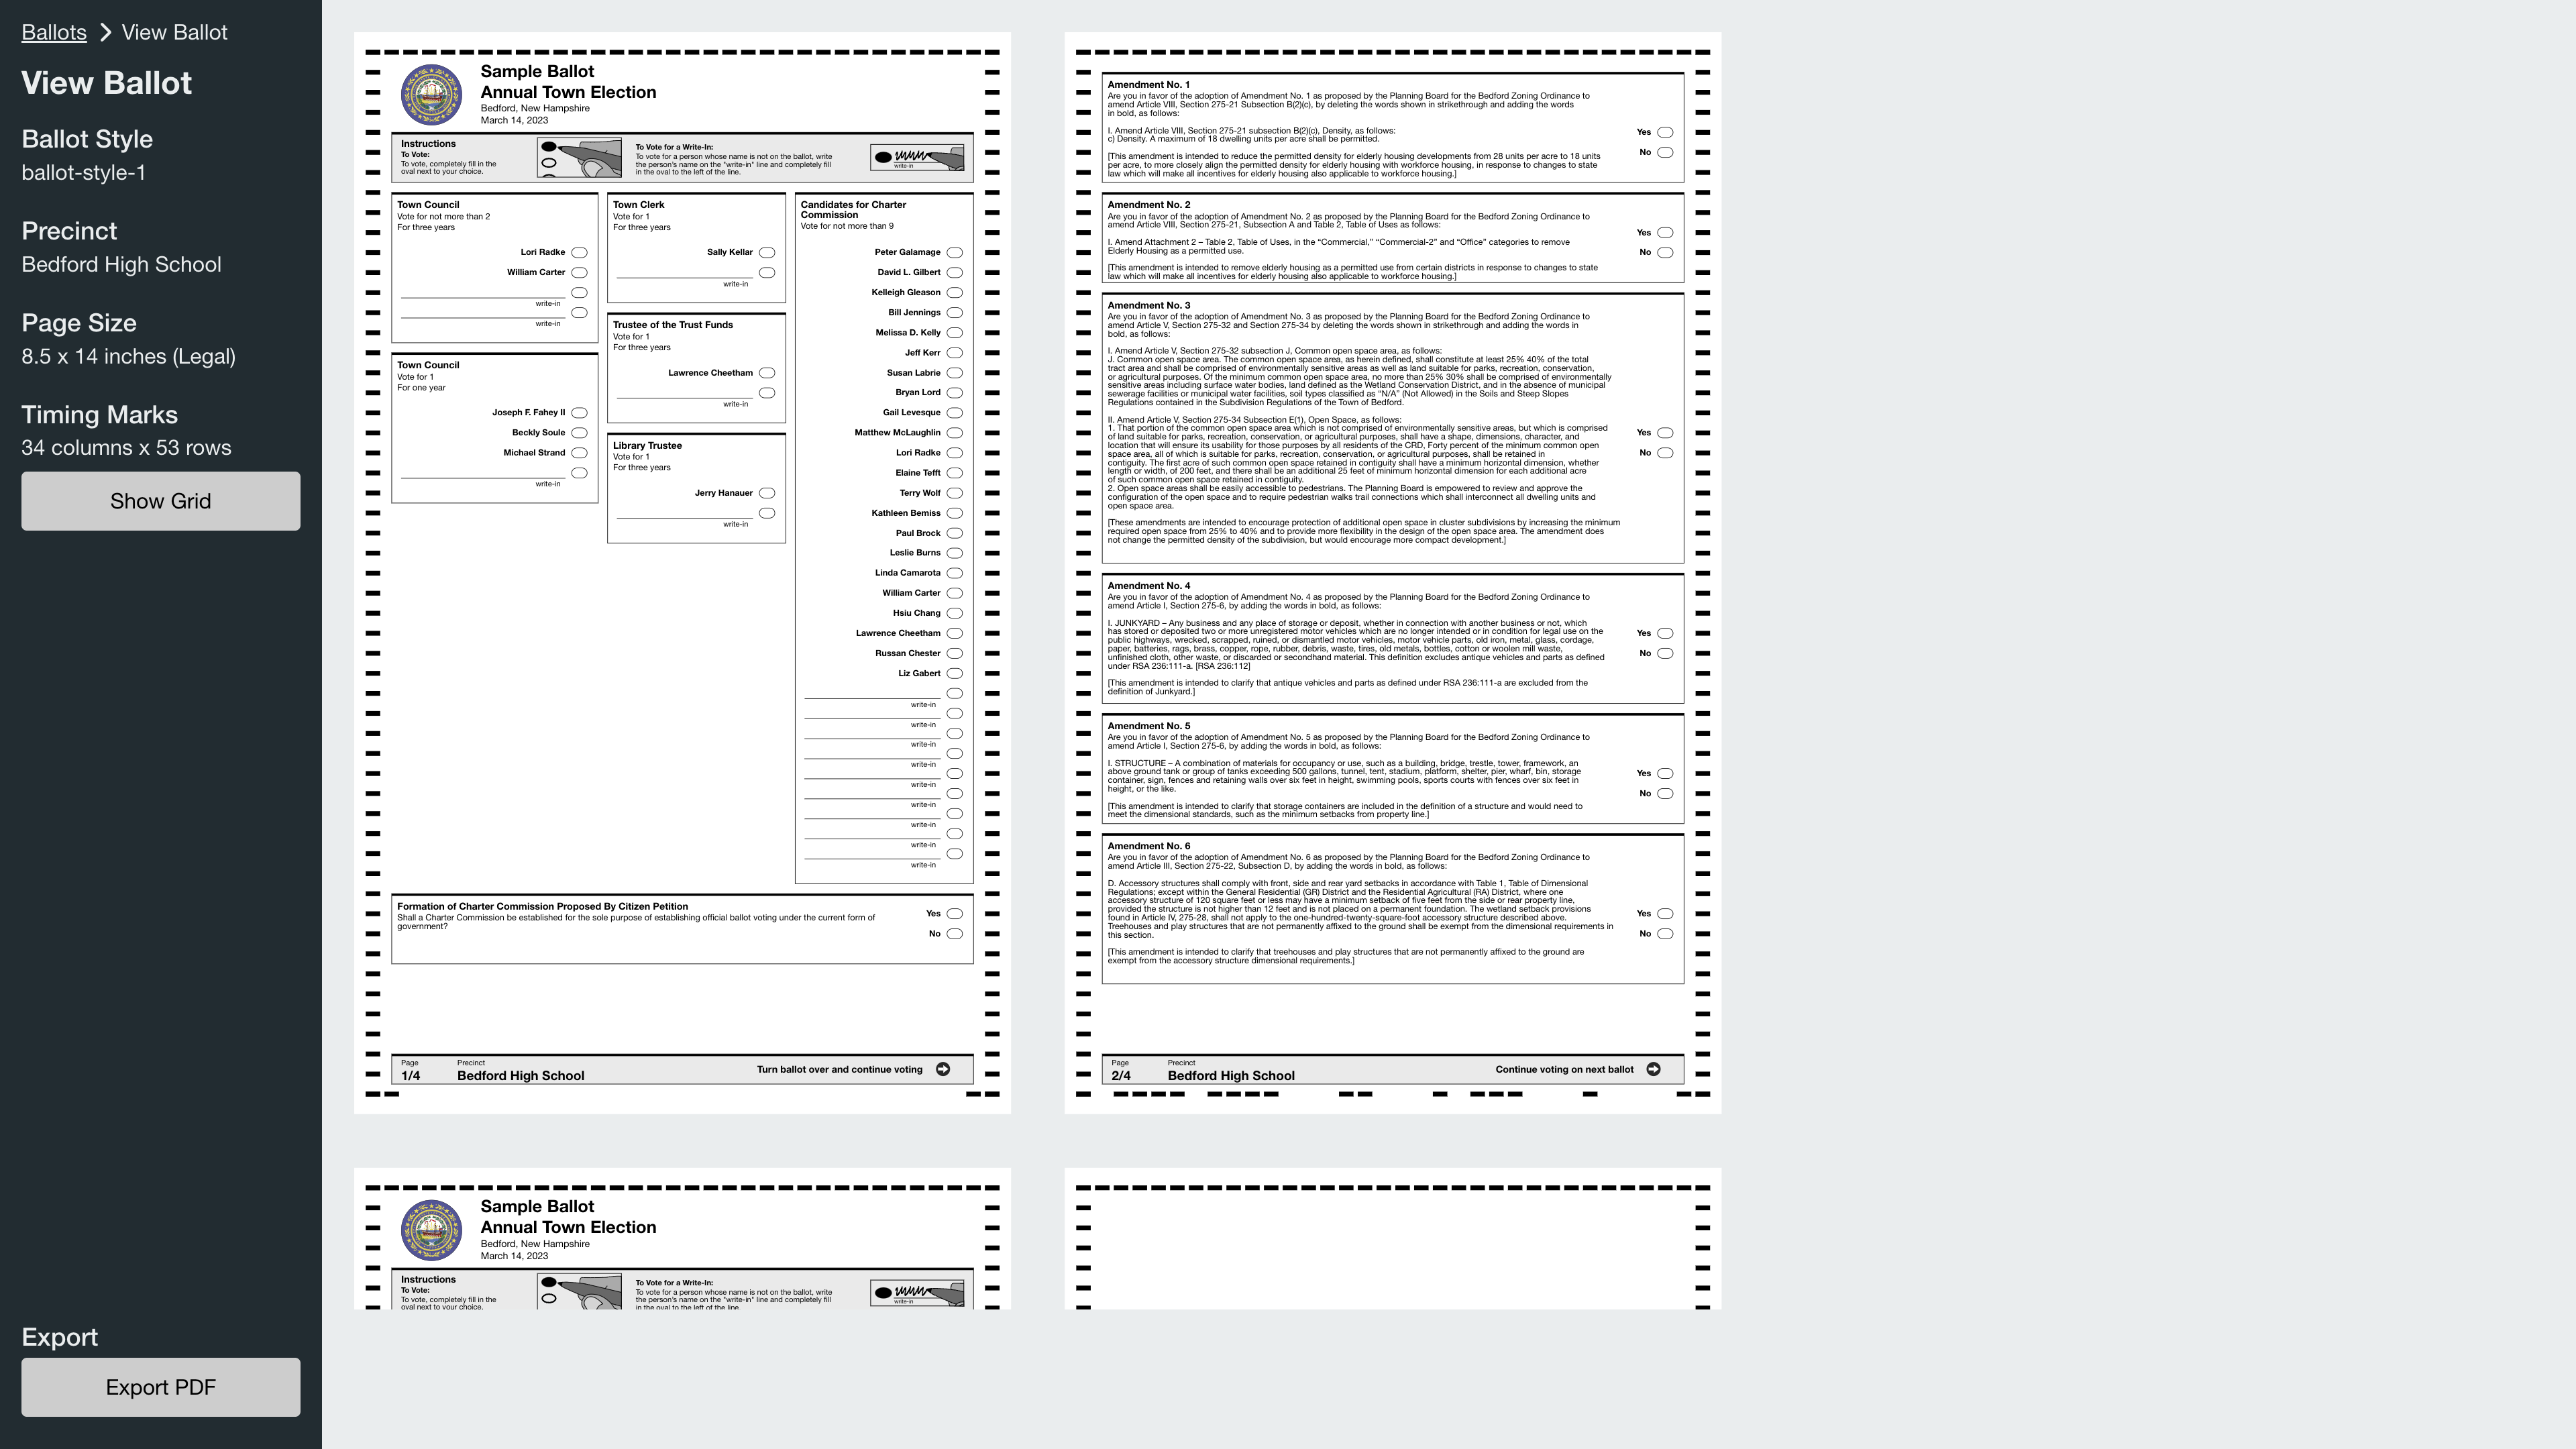 Ballots > View Ballot
View Ballot
Ballot Style
ballot-style-1
Precinct
Bedford High School
Page Size
8.5 x 14 inches (Legal)
Timing Marks
34 columns x 53 rows
Show Grid
Export
Export PDF
Sample Ballot
Annual Town Election
Bedford, New Hampshire
March 14, 2023
Instructions
To Vote:
To vote, completely fill in the
oval next to your choice.
To Vote for a Write-In:
To vote for a person whose name is not on the ballot, write
the person's name on the "write-in" line and completely fill
in the oval to the left of the line.
write-in
Town Council
Vote for not more than 2
For three years
Lori Radke
William Carter
write-in
write-in
Town Council
Vote for 1
For one year
Joseph F. Fahey II
Beckly Soule
Michael Strand
write-in
Town Clerk
Vote for 1
For three years
Sally Kellar
write-in
Trustee of the Trust Funds
Vote for 1
For three years
Lawrence Cheetham
write-in
Library Trustee
Vote for 1
For three years
Jerry Hanauer
write-in
Candidates for Charter
Commission
Vote for not more than 9
Peter Galamage
David L. Gilbert
Kelleigh Gleason
Bill Jennings
Melissa D. Kelly
Jeff Kerr
Susan Labrie
Bryan Lord
Gail Levesque
Matthew McLaughlin
Lori Radke
Elaine Tefft
Terry Wolf
Kathleen Bemiss
Paul Brock
Leslie Burns
Linda Camarota
William Carter
Hsiu Chang
Lawrence Cheetham
Russan Chester
Liz Gabert
write-in
write-in
write-in
write-in
write-in
write-in
write-in
write-in
write-in
Formation of Charter Commission Proposed By Citizen Petition
Shall a Charter Commission be established for the sole purpose of establishing official ballot voting under the current form of
government?
Yes
No
Page
1/4
Precinct
Bedford High School
Turn ballot over and continue voting
Amendment No. 1
Are you in favor of the adoption of Amendment No. 1 as proposed by the Planning Board for the Bedford Zoning Ordinance to
amend Article VIII, Section 275-21 Subsection B(2)(c), by deleting the words shown in strikethrough and adding the words
in bold, as follows:
I. Amend Article VIII, Section 275-21 subsection B(2)(c), Density, as follows:
c) Density. A maximum of 18 dwelling units per acre shall be permitted.
[This amendment is intended to reduce the permitted density for elderly housing developments from 28 units per acre to 18 units
per acre, to more closely align the permitted density for elderly housing with workforce housing, in response to changes to state
law which will make all incentives for elderly housing also applicable to workforce housing.]
Yes
No
Amendment No. 2
Are you in favor of the adoption of Amendment No. 2 as proposed by the Planning Board for the Bedford Zoning Ordinance to
amend Article VIII, Section 275-21, Subsection A and Table 2, Table of Uses as follows:
I. Amend Attachment 2 – Table 2, Table of Uses, in the “Commercial,” “Commercial-2” and “Office” categories to remove
Elderly Housing as a permitted use.
[This amendment is intended to remove elderly housing as a permitted use from certain districts in response to changes to state
law which will make all incentives for elderly housing also applicable to workforce housing.]
Yes
No
Amendment No. 3
Are you in favor of the adoption of Amendment No. 3 as proposed by the Planning Board for the Bedford Zoning Ordinance to
amend Article V, Section 275-32 and Section 275-34 by deleting the words shown in strikethrough and adding the words in
bold, as follows:
I. Amend Article V, Section 275-32 subsection J, Common open space area, as follows:
J. Common open space area. The common open space area, as herein defined, shall constitute at least 25% 40% of the total
tract area and shall be comprised of environmentally sensitive areas as well as land suitable for parks, recreation, conservation,
or agricultural purposes. Of the minimum common open space area, no more than 25% 30% shall be comprised of environmentally
sensitive areas including surface water bodies, land defined as the Wetland Conservation District, and in the absence of municipal
sewerage facilities or municipal water facilities, soil types classified as “N/A” (Not Allowed) in the Soils and Steep Slopes
Regulations contained in the Subdivision Regulations of the Town of Bedford.
II. Amend Article V, Section 275-34 Subsection E(1), Open Space, as follows:
1. That portion of the common open space area which is not comprised of environmentally sensitive areas, but which is comprised
of land suitable for parks, recreation, conservation, or agricultural purposes, shall have a shape, dimensions, character, and
location that will ensure its usability for those purposes by all residents of the CRD. Forty percent of the minimum common open
space area, all of which is suitable for parks, recreation, conservation, or agricultural purposes, shall be retained in
contiguity. The first acre of such common open space retained in contiguity shall have a minimum horizontal dimension, whether
length or width, of 200 feet, and there shall be an additional 25 feet of minimum horizontal dimension for each additional acre
of such common open space retained in contiguity.
2. Open space areas shall be easily accessible to pedestrians. The Planning Board is empowered to review and approve the
configuration of the open space and to require pedestrian walks trail connections which shall interconnect all dwelling units and
open space area.
[These amendments are intended to encourage protection of additional open space in cluster subdivisions by increasing the minimum
required open space from 25% to 40% and to provide more flexibility in the design of the open space area. The amendment does
not change the permitted density of the subdivision, but would encourage more compact development.]
Yes
No
Amendment No. 4
Are you in favor of the adoption of Amendment No. 4 as proposed by the Planning Board for the Bedford Zoning Ordinance to
amend Article I, Section 275-6, by adding the words in bold, as follows:
I. JUNKYARD – Any business and any place of storage or deposit, whether in connection with another business or not, which
has stored or deposited two or more unregistered motor vehicles which are no longer intended or in condition for legal use on the
public highways, wrecked, scrapped, ruined, or dismantled motor vehicles, motor vehicle parts, old iron, metal, glass, cordage,
paper, batteries, rags, brass, copper, rope, rubber, debris, waste, tires, old metals, bottles, cotton or woolen mill waste,
unfinished cloth, other waste, or discarded or secondhand material. This definition excludes antique vehicles and parts as defined
under RSA 236:111-a. [RSA 236:112]
[This amendment is intended to clarify that antique vehicles and parts as defined under RSA 236:111-a are excluded from the
definition of Junkyard.]
Yes
No
Amendment No. 5
Are you in favor of the adoption of Amendment No. 5 as proposed by the Planning Board for the Bedford Zoning Ordinance to
amend Article I, Section 275-6, by adding the words in bold, as follows:
I. STRUCTURE – A combination of materials for occupancy or use, such as a building, bridge, trestle, tower, framework, an
above ground tank or group of tanks exceeding 500 gallons, tunnel, tent, stadium, platform, shelter, pier, wharf, bin, storage
container, sign, fences and retaining walls over six feet in height, swimming pools, sports courts with fences over six feet in
height, or the like.
[This amendment is intended to clarify that storage containers are included in the definition of a structure and would need to
meet the dimensional standards, such as the minimum setbacks from property line.]
Yes
No
Amendment No. 6
Are you in favor of the adoption of Amendment No. 6 as proposed by the Planning Board for the Bedford Zoning Ordinance to
amend Article III, Section 275-22, Subsection D, by adding the words in bold, as follows:
D. Accessory structures shall comply with front, side and rear yard setbacks in accordance with Table 1, Table of Dimensional
Regulations; except within the General Residential (GR) District and the Residential Agricultural (RA) District, where one
accessory structure of 120 square feet or less may have a minimum setback of five feet from the side or rear property line,
provided the structure is not higher than 12 feet and is not placed on a permanent foundation. The wetland setback provisions
found in Article IV, 275-28, shall not apply to the one-hundred-twenty-square-foot accessory structure described above.
Treehouses and play structures that are not permanently affixed to the ground shall be exempt from the dimensional requirements in
this section.
[This amendment is intended to clarify that treehouses and play structures that are not permanently affixed to the ground are
exempt from the accessory structure dimensional requirements.]
Yes
No
Page
2/4
Precinct
Bedford High School
Continue voting on next ballot
Sample Ballot
Annual Town Election
Bedford, New Hampshire
March 14, 2023
Instructions
To Vote:
To vote, completely fill in the
oval next to your choice.
To Vote for a Write-In:
To vote for a person whose name is not on the ballot, write
the person's name on the "write-in" line and completely fill
in the oval to the left of the line.
write-in